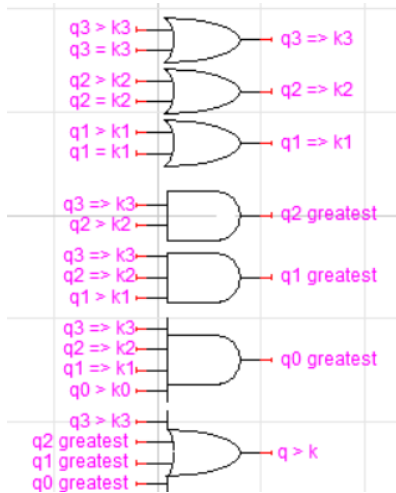 q3 > k3
q3 = k3
q3 => k3
q2 > k2
q2 = k2
q2 => k2
q1 > k1
q1 = k1
q1 => k1
q3 => k3
q2 > k2
q2 greatest
q3 => k3
q2 => k2
q1 > k1
q1 greatest
q3 => k3
q2 => k2
q1 => k1
q0 > k0
q0 greatest
q3 > k3
q2 greatest
q1 greatest
q0 greatest
q > k